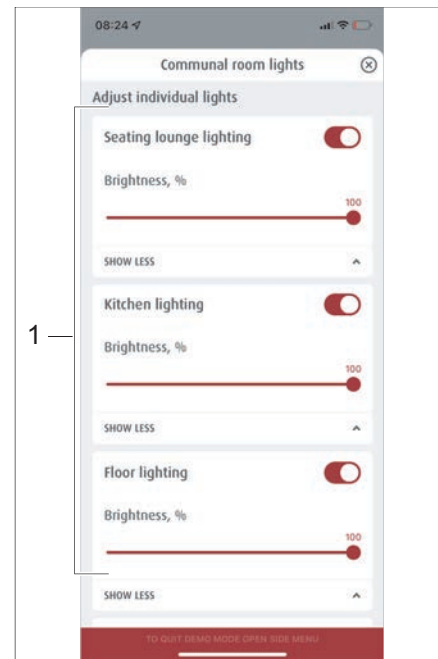 08:24
Communal room lights
Adjust individual lights
Seating lounge lighting
Brightness, %
100
SHOW LESS
Kitchen lighting
Brightness, %
100
SHOW LESS
1
Floor lighting
Brightness, %
100
SHOW LESS
TO QUIT DEMO MODE OPEN SIDE MENU